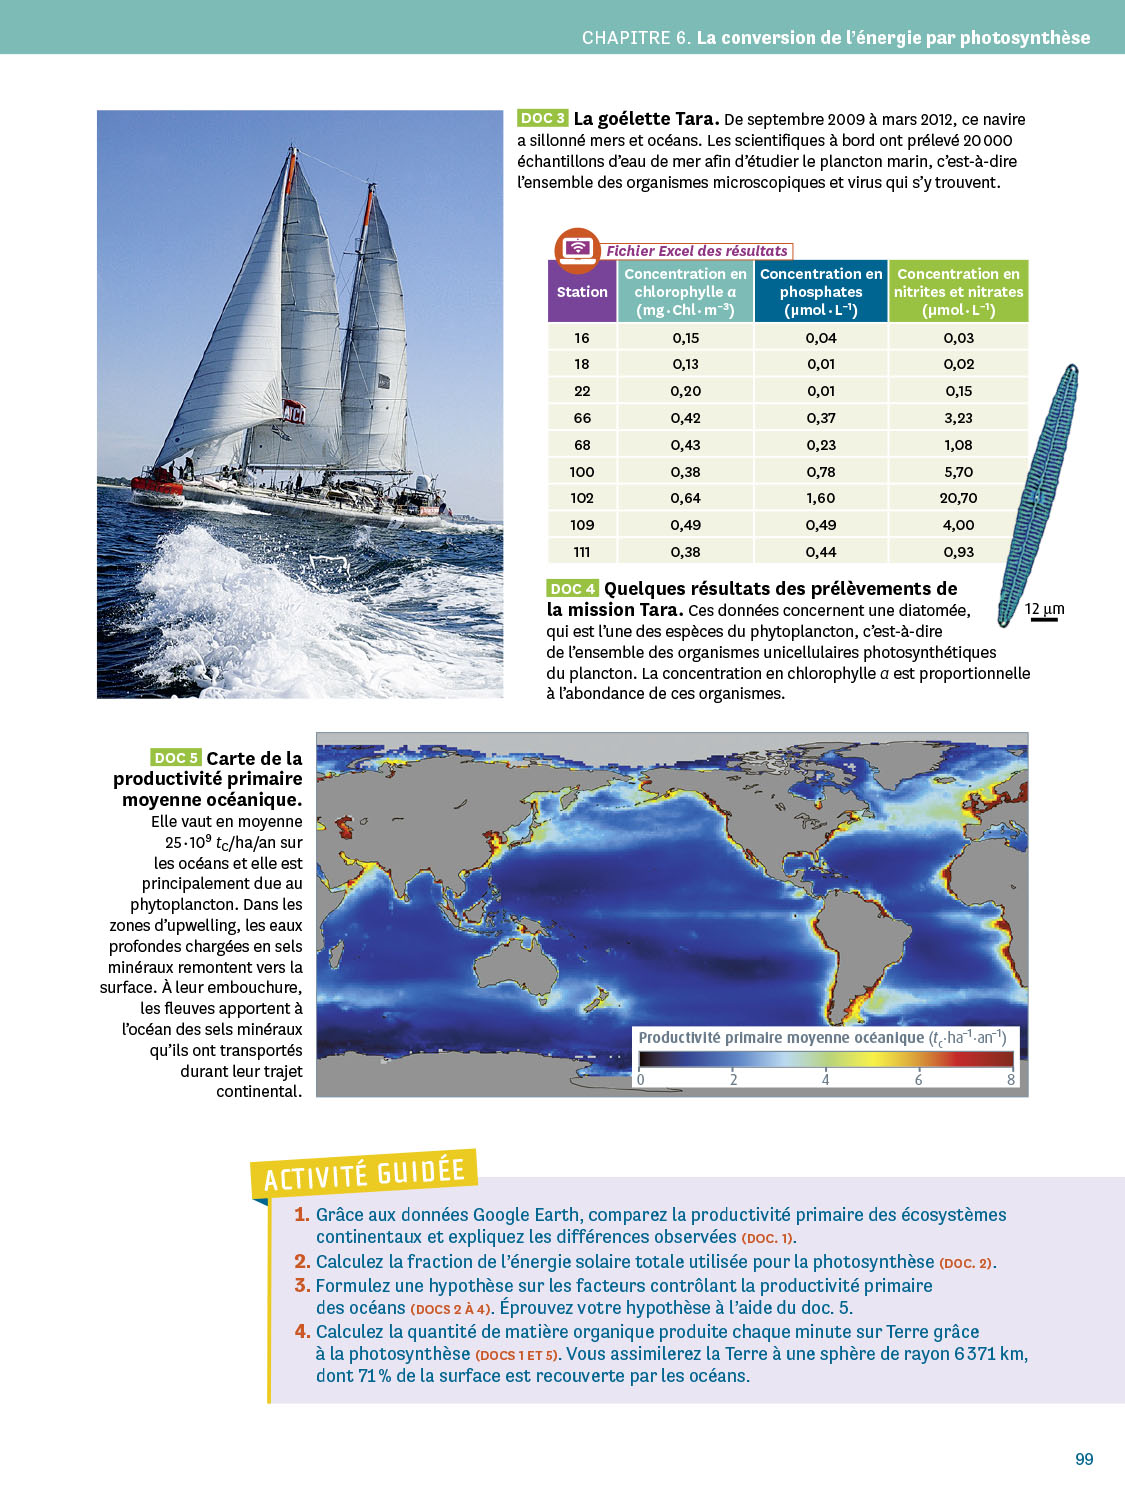 CHAPITRE 6. La conversion de l'énergie par photosynthèse
DOC 3 La goélette Tara. De septembre 2009 à mars 2012, ce navire
a sillonné mers et océans. Les scientifiques à bord ont prélevé 20 000
échantillons d'eau de mer afin d'étudier le plancton marin, c'est-à-dire
l'ensemble des organismes microscopiques et virus qui s'y trouvent.
Fichier Excel des résultats
Station | Concentration en chlorophylle a (mg·Chl·m⁻³) | Concentration en phosphates (µmol·L⁻¹) | Concentration en nitrites et nitrates (µmol·L⁻¹)
16 0,15 0,04 0,03
18 0,13 0,01 0,02
22 0,20 0,01 0,15
66 0,42 0,37 3,23
68 0,43 0,23 1,08
100 0,38 0,78 5,70
102 0,64 1,60 20,70
109 0,49 0,49 4,00
111 0,38 0,44 0,93
DOC 4 Quelques résultats des prélèvements de
la mission Tara. Ces données concernent une diatomée,
qui est l'une des espèces du phytoplancton, c'est-à-dire
de l'ensemble des organismes unicellulaires photosynthétiques
du plancton. La concentration en chlorophylle a est proportionnelle
à l'abondance de ces organismes.
12 µm
DOC 5 Carte de la
productivité primaire
moyenne océanique.
Elle vaut en moyenne
25·10⁹ tc/ha/an sur
les océans et elle est
principalement due au
phytoplancton. Dans les
zones d'upwelling, les eaux
profondes chargées en sels
minéraux remontent vers la
surface. À leur embouchure,
les fleuves apportent à
l'océan des sels minéraux
qu'ils ont transportés
durant leur trajet
continental.
Productivité primaire moyenne océanique (tc·ha⁻¹·an⁻¹)
0 2 4 6 8
ACTIVITÉ GUIDÉE
1. Grâce aux données Google Earth, comparez la productivité primaire des écosystèmes
continentaux et expliquez les différences observées (DOC. 1).
2. Calculez la fraction de l'énergie solaire totale utilisée pour la photosynthèse (DOC. 2).
3. Formulez une hypothèse sur les facteurs contrôlant la productivité primaire
des océans (DOCS 2 À 4). Éprouvez votre hypothèse à l'aide du doc. 5.
4. Calculez la quantité de matière organique produite chaque minute sur Terre grâce
à la photosynthèse (DOCS 1 ET 5). Vous assimilerez la Terre à une sphère de rayon 6 371 km,
dont 71 % de la surface est recouverte par les océans.
99